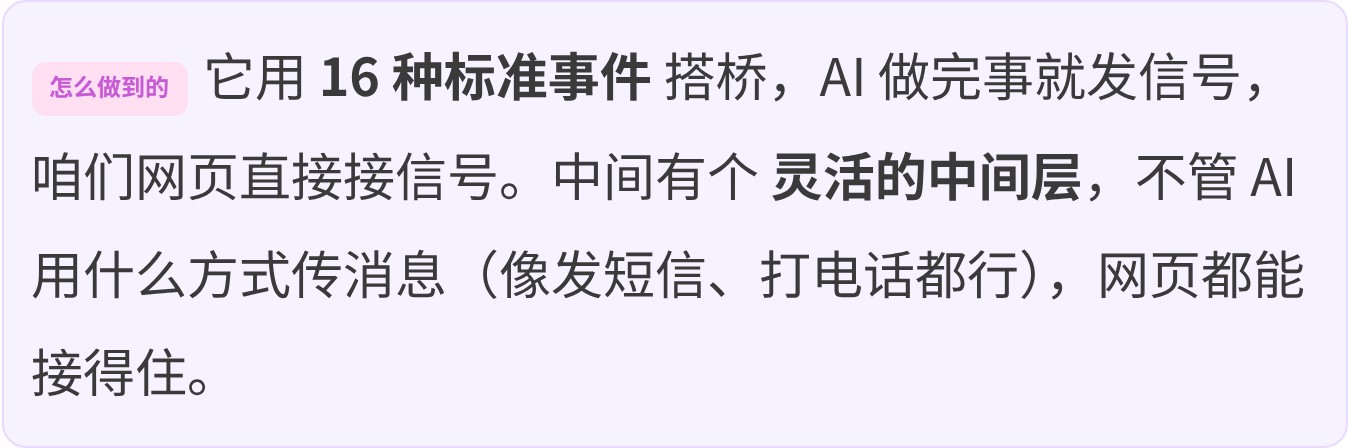 怎么做到的 它用 16 种标准事件 搭桥，AI 做完事就发信号，
咱们网页直接接信号。中间有个 灵活的中间层，不管 AI
用什么方式传消息（像发短信、打电话都行），网页都能
接得住。